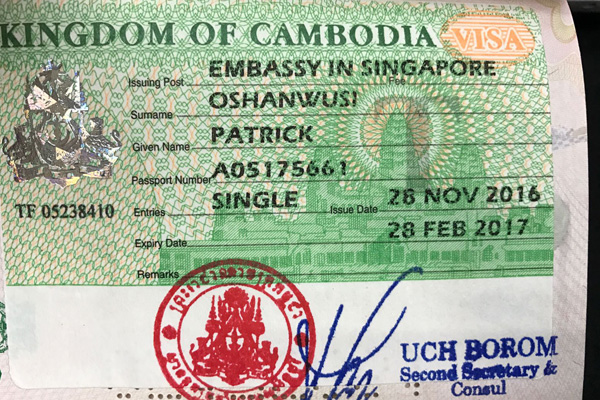 KINGDOM OF CAMBODIA VISA
Issuing Post EMBASSY IN SINGAPORE
Fee
Surname OSHANWUSI
Given Name PATRICK
Passport Number A05175661
TF 05238410
Entries SINGLE Issue Date 28 NOV 2016
Expiry Date 28 FEB 2017
Remarks
UCH BOROM
Second Secretary &
Consul